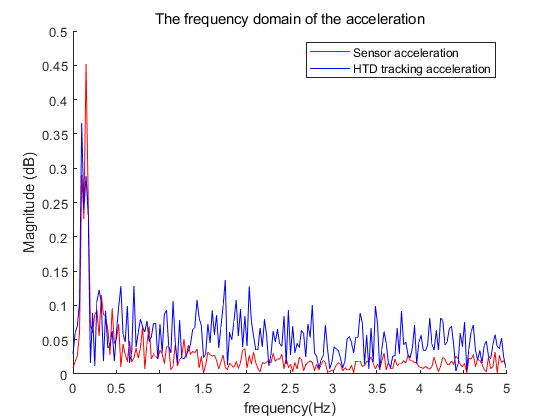 The frequency domain of the acceleration
Sensor acceleration
HTD tracking acceleration
Magnitude (dB)
0.5
0.45
0.4
0.35
0.3
0.25
0.2
0.15
0.1
0.05
0
0 0.5 1 1.5 2 2.5 3 3.5 4 4.5 5
frequency(Hz)